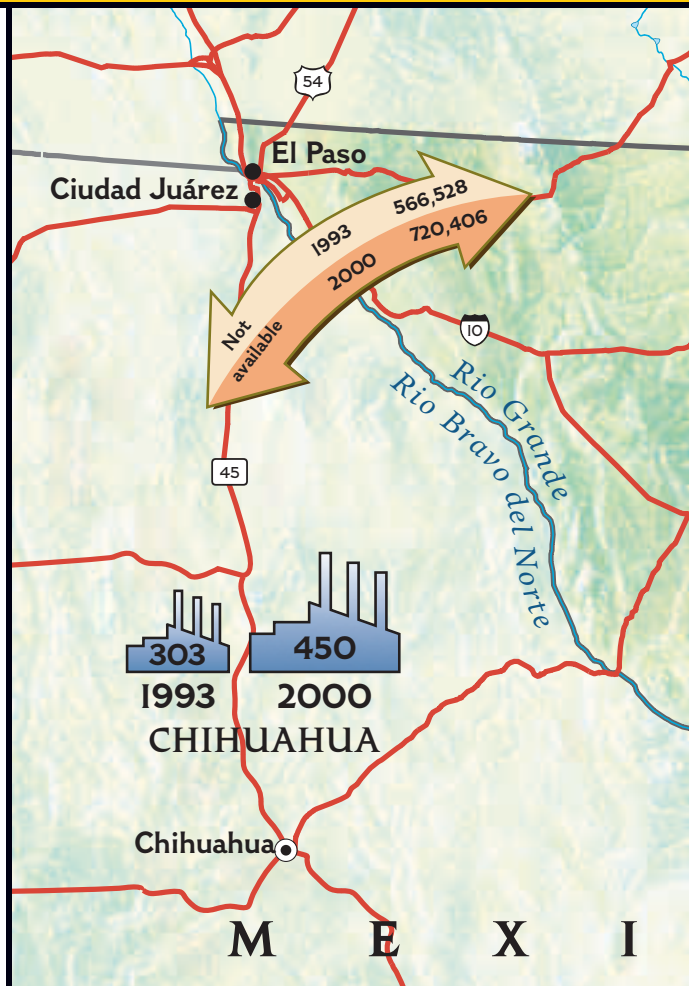 54
El Paso
Ciudad Juárez
566,528
1993
720,406
2000
Not
available
10
Rio Grande
Rio Bravo del Norte
45
303
450
1993
2000
CHIHUAHUA
Chihuahua
M E X I